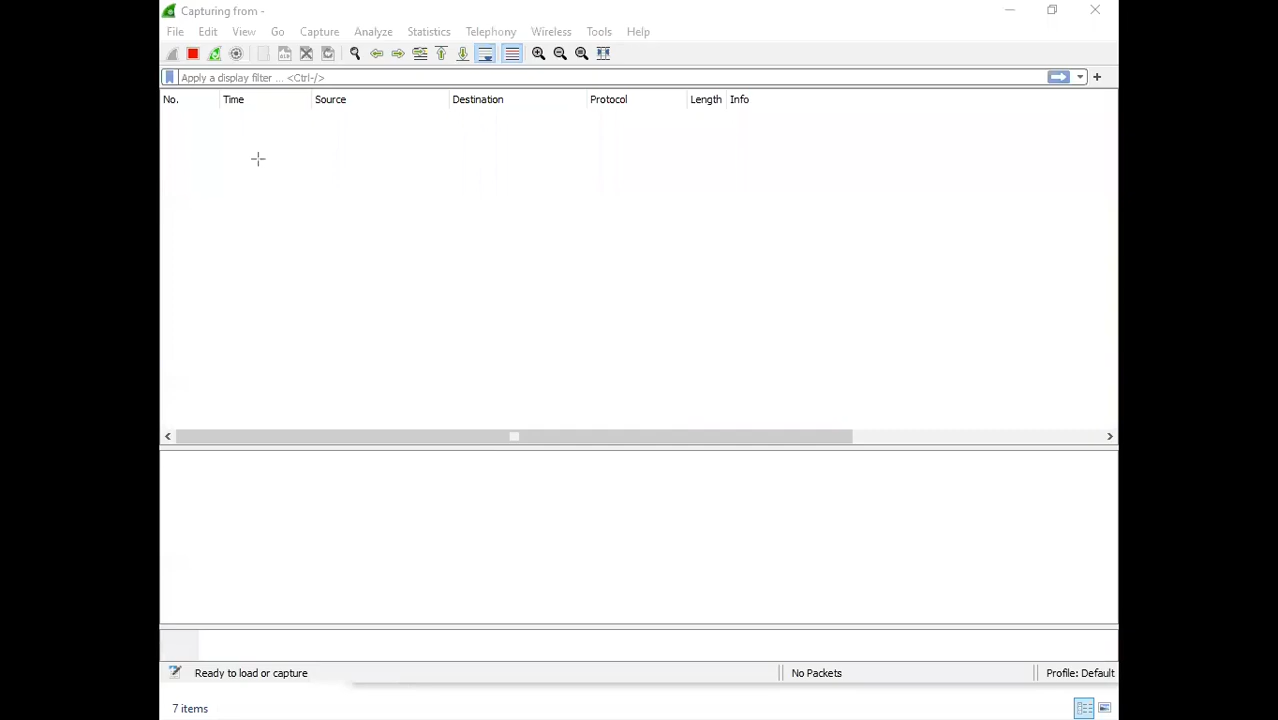 Capturing from -
File Edit View Go Capture Analyze Statistics Telephony Wireless Tools Help
Apply a display filter ... <Ctrl-/>
No. Time Source Destination Protocol Length Info
Ready to load or capture No Packets Profile: Default
7 items